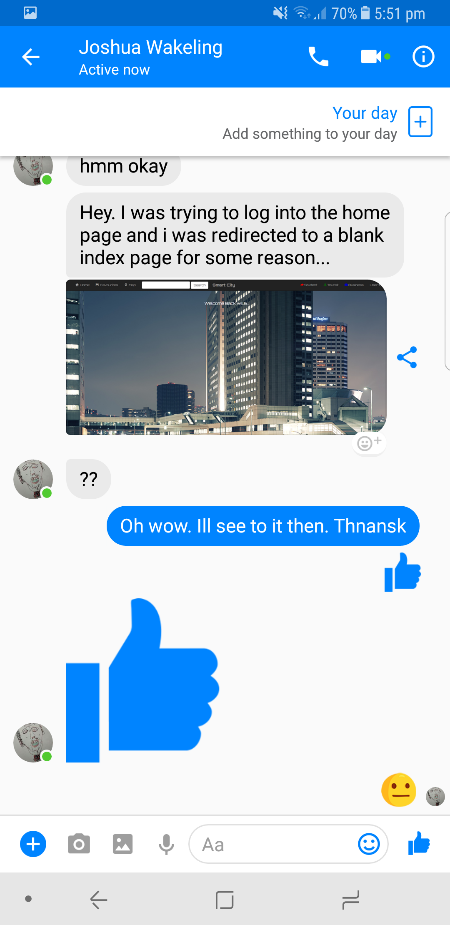 70% 5:51 pm
Joshua Wakeling
Active now
Your day
Add something to your day
hmm okay
Hey. I was trying to log into the home
page and i was redirected to a blank
index page for some reason...
Smart City
WELCOME BACK
??
Oh wow. Ill see to it then. Thnansk
Aa